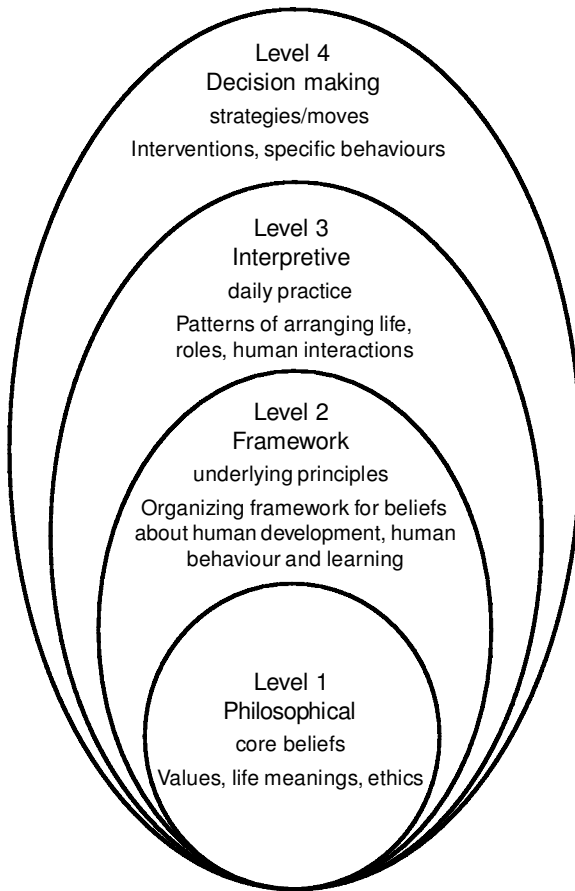 Level 4
Decision making
strategies/moves
Interventions, specific behaviours
Level 3
Interpretive
daily practice
Patterns of arranging life,
roles, human interactions
Level 2
Framework
underlying principles
Organizing framework for beliefs
about human development, human
behaviour and learning
Level 1
Philosophical
core beliefs
Values, life meanings, ethics